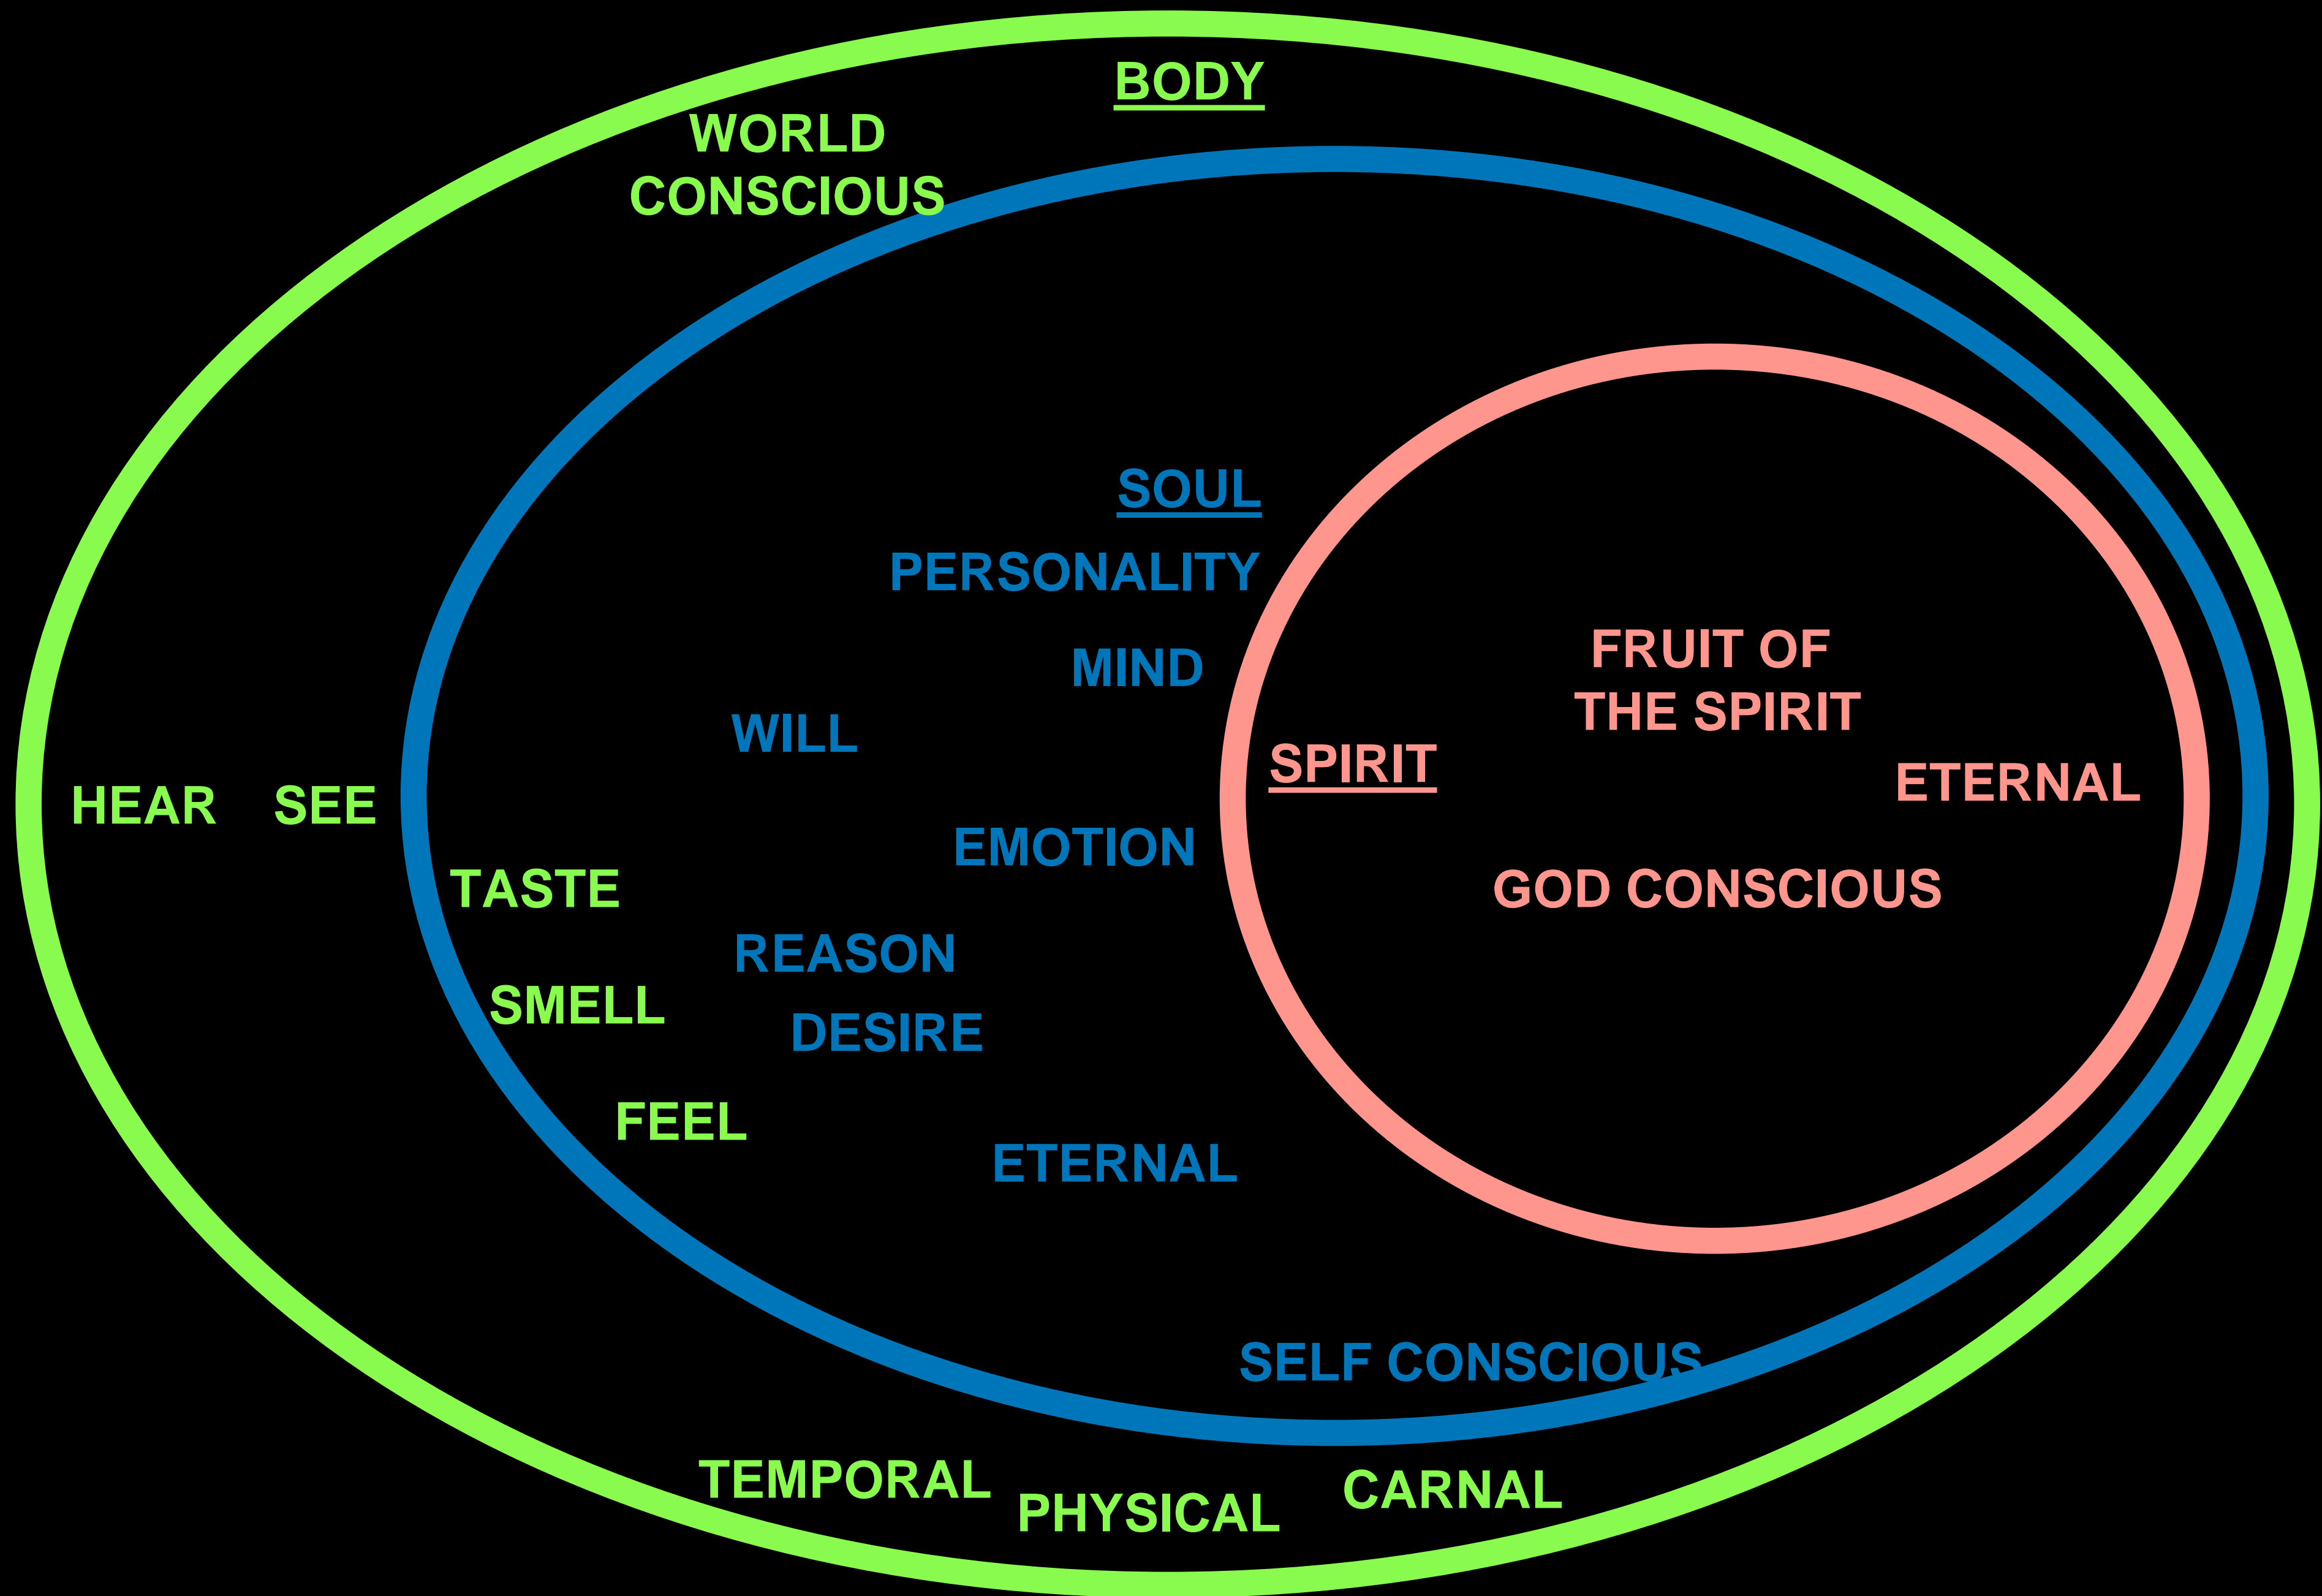 BODY
WORLD
CONSCIOUS
SOUL
PERSONALITY
MIND
WILL
EMOTION
REASON
DESIRE
ETERNAL
SELF CONSCIOUS
HEAR SEE
TASTE
SMELL
FEEL
SPIRIT
FRUIT OF
THE SPIRIT
ETERNAL
GOD CONSCIOUS
TEMPORAL
PHYSICAL
CARNAL